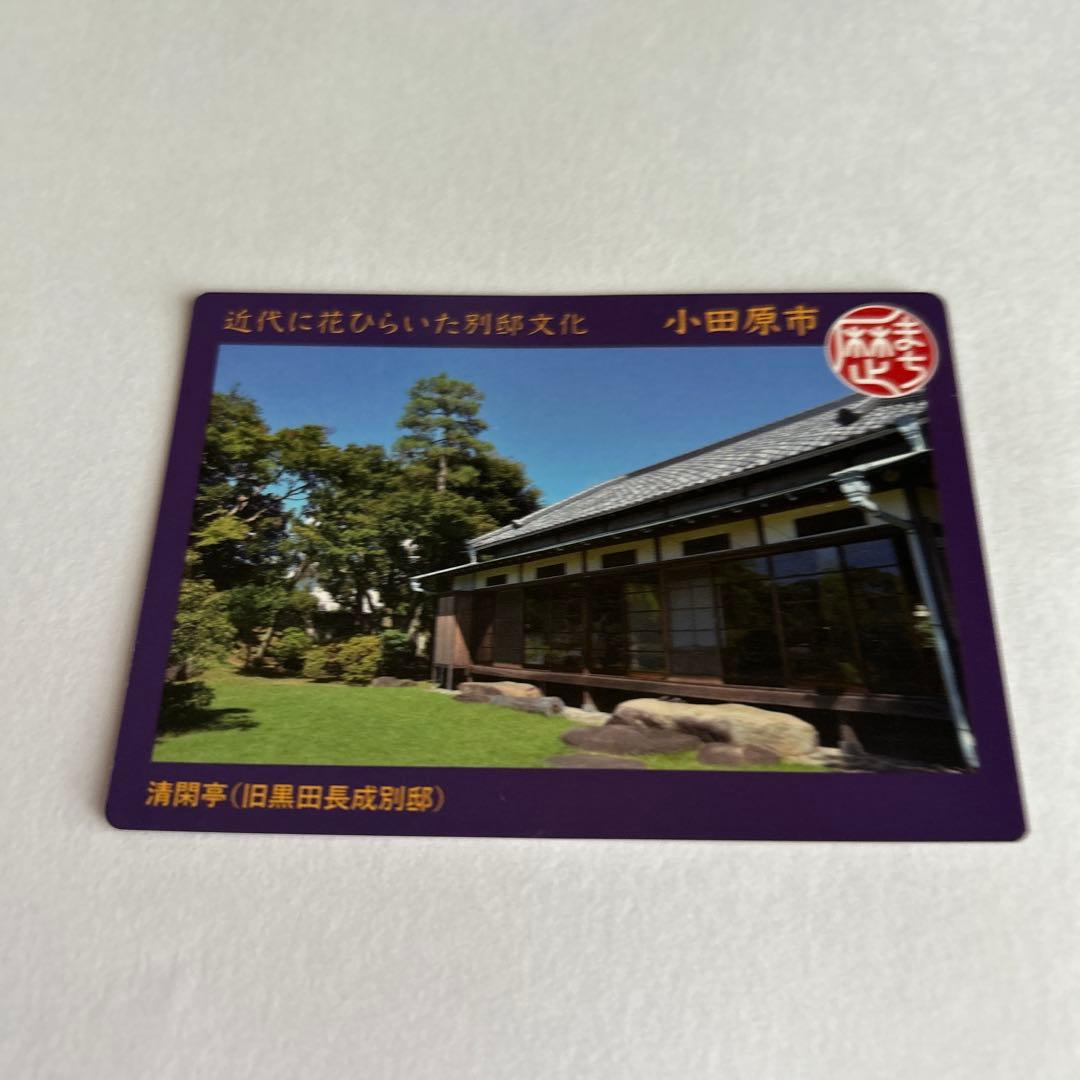 近代に花ひらいた別邸文化
小田原市
歴まち
清閑亭(旧黒田長成別邸)